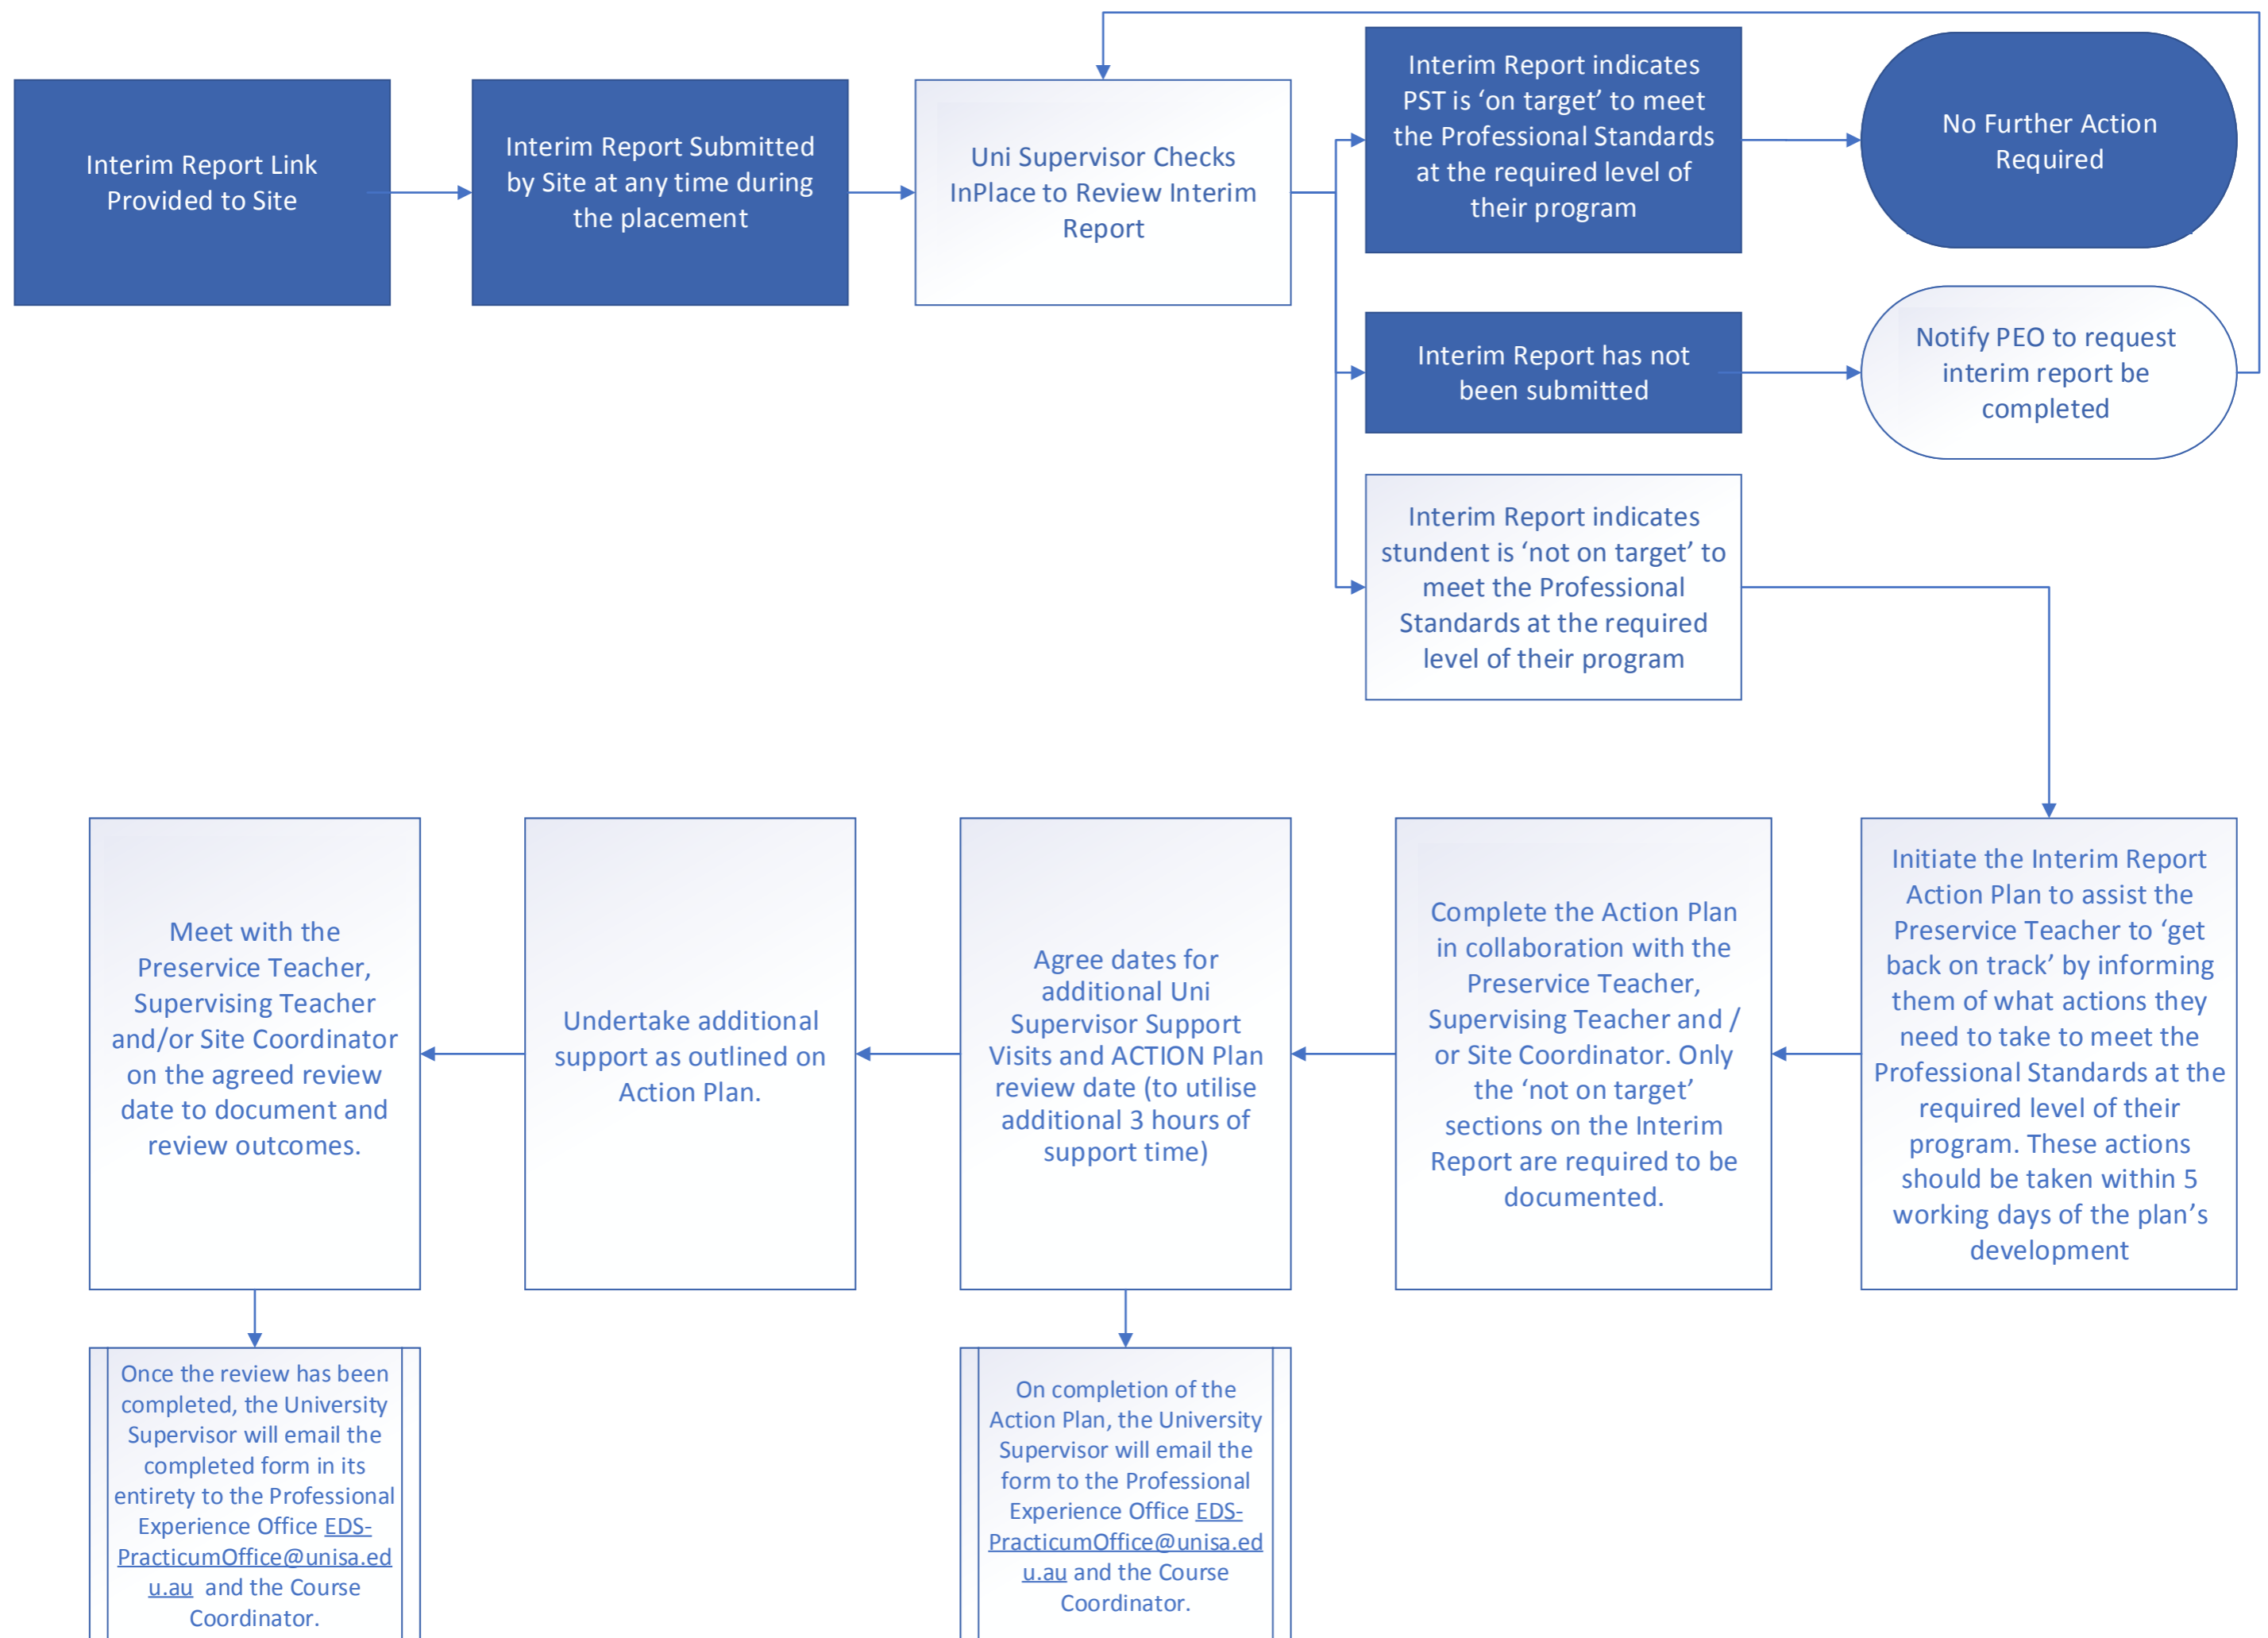 Interim Report Link
Provided to Site
Interim Report Submitted
by Site at any time during
the placement
Uni Supervisor Checks
InPlace to Review Interim
Report
Interim Report indicates
PST is ‘on target’ to meet
the Professional Standards
at the required level of
their program
No Further Action
Required
Interim Report has not
been submitted
Notify PEO to request
interim report be
completed
Interim Report indicates
stundent is ‘not on target’ to
meet the Professional
Standards at the required
level of their program
Initiate the Interim Report
Action Plan to assist the
Preservice Teacher to ‘get
back on track’ by informing
them of what actions they
need to take to meet the
Professional Standards at the
required level of their
program. These actions
should be taken within 5
working days of the plan’s
development
Complete the Action Plan
in collaboration with the
Preservice Teacher,
Supervising Teacher and /
or Site Coordinator. Only
the ‘not on target’
sections on the Interim
Report are required to be
documented.
Agree dates for
additional Uni
Supervisor Support
Visits and ACTION Plan
review date (to utilise
additional 3 hours of
support time)
Undertake additional
support as outlined on
Action Plan.
Meet with the
Preservice Teacher,
Supervising Teacher
and/or Site Coordinator
on the agreed review
date to document and
review outcomes.
Once the review has been
completed, the University
Supervisor will email the
completed form in its
entirety to the Professional
Experience Office EDS-
PracticumOffice@unisa.ed
u.au and the Course
Coordinator.
On completion of the
Action Plan, the University
Supervisor will email the
form to the Professional
Experience Office EDS-
PracticumOffice@unisa.ed
u.au and the Course
Coordinator.